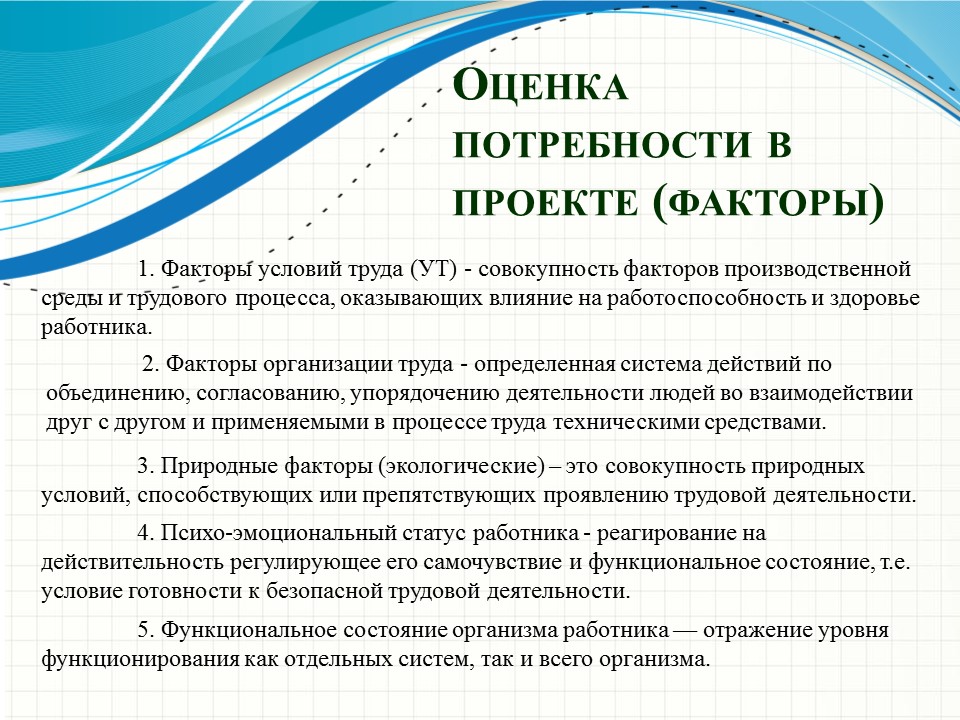 Оценка
потребности в
проекте (факторы)
1. Факторы условий труда (УТ) - совокупность факторов производственной
среды и трудового процесса, оказывающих влияние на работоспособность и здоровье
работника.
2. Факторы организации труда - определенная система действий по
объединению, согласованию, упорядочению деятельности людей во взаимодействии
друг с другом и применяемыми в процессе труда техническими средствами.
3. Природные факторы (экологические) – это совокупность природных
условий, способствующих или препятствующих проявлению трудовой деятельности.
4. Психо-эмоциональный статус работника - реагирование на
действительность регулирующее его самочувствие и функциональное состояние, т.е.
условие готовности к безопасной трудовой деятельности.
5. Функциональное состояние организма работника — отражение уровня
функционирования как отдельных систем, так и всего организма.